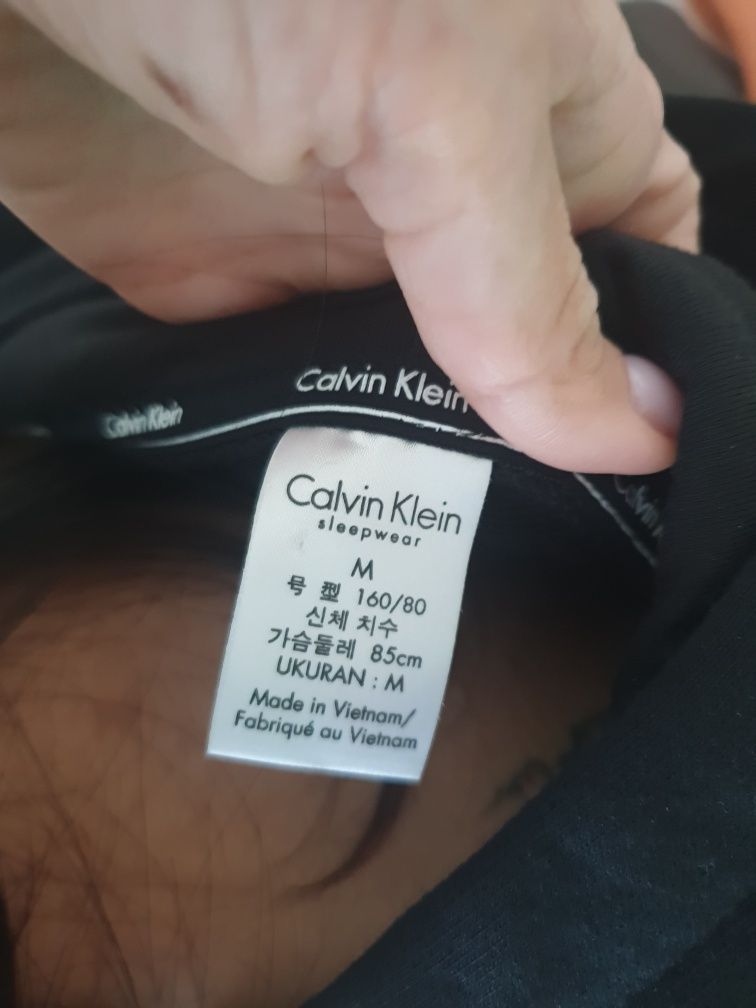 Calvin Klein
Calvin Klein
Calvin Klein
sleepwear
M
号 型 160/80
신체 치수
가슴둘레 85cm
UKURAN : M
Made in Vietnam/
Fabriqué au Vietnam